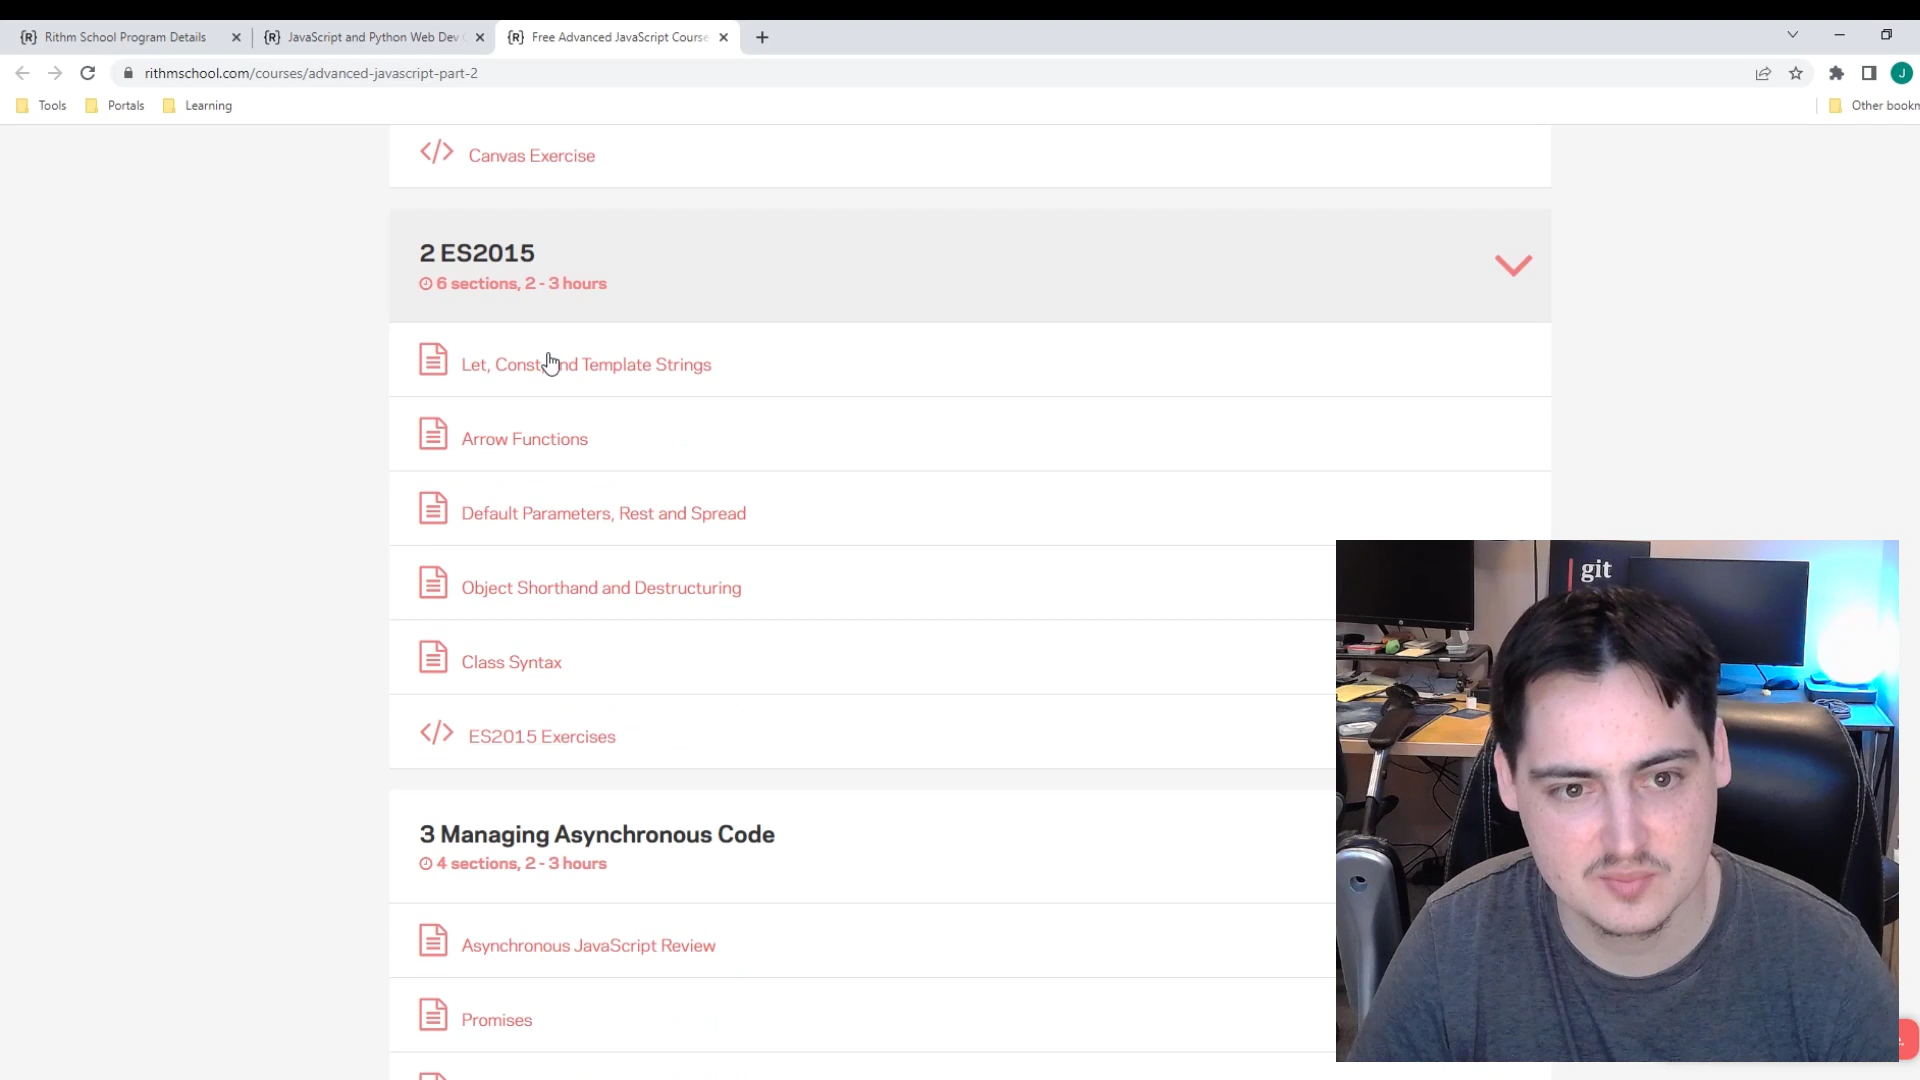 {R} Rithm School Program Details
{R} JavaScript and Python Web Dev
{R} Free Advanced JavaScript Course
rithmschool.com/courses/advanced-javascript-part-2
J
Tools
Portals
Learning
Other bookn
</> Canvas Exercise
2 ES2015
6 sections, 2 - 3 hours
Let, Const and Template Strings
Arrow Functions
Default Parameters, Rest and Spread
Object Shorthand and Destructuring
Class Syntax
</> ES2015 Exercises
3 Managing Asynchronous Code
4 sections, 2 - 3 hours
Asynchronous JavaScript Review
Promises
git